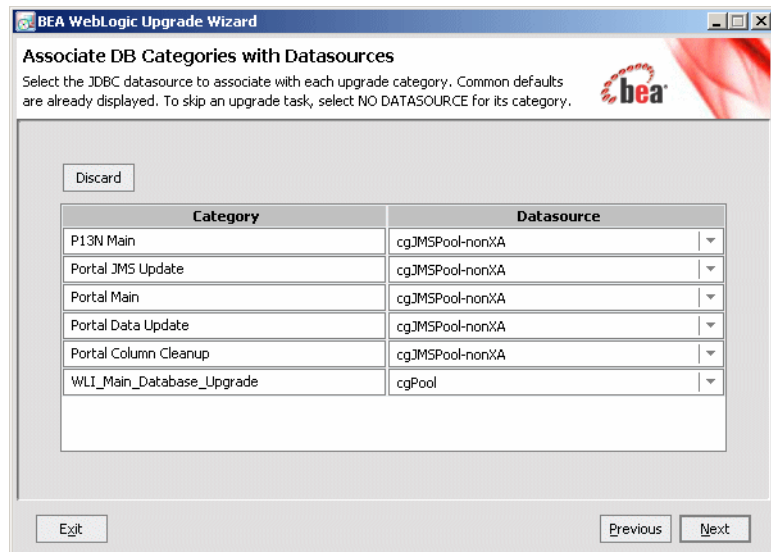 BEA WebLogic Upgrade Wizard
Associate DB Categories with Datasources
Select the JDBC datasource to associate with each upgrade category. Common defaults
are already displayed. To skip an upgrade task, select NO DATASOURCE for its category.
bea
Discard
Category Datasource
P13N Main cgJMSPool-nonXA
Portal JMS Update cgJMSPool-nonXA
Portal Main cgJMSPool-nonXA
Portal Data Update cgJMSPool-nonXA
Portal Column Cleanup cgJMSPool-nonXA
WLI_Main_Database_Upgrade cgPool
Exit Previous Next